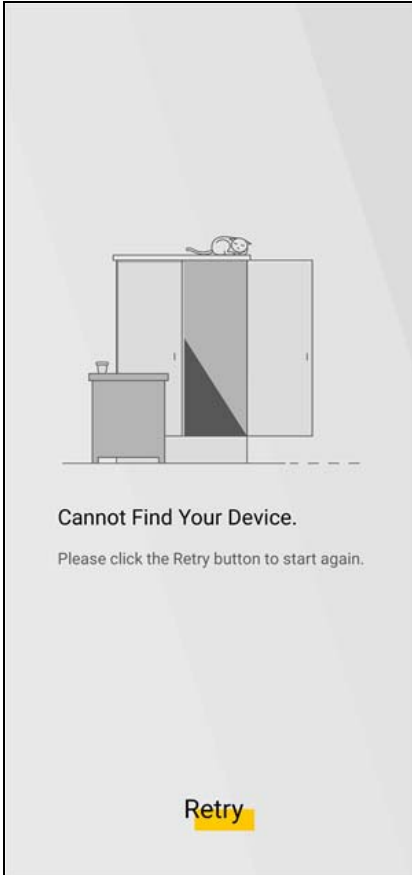 Cannot Find Your Device.
Please click the Retry button to start again.
Retry